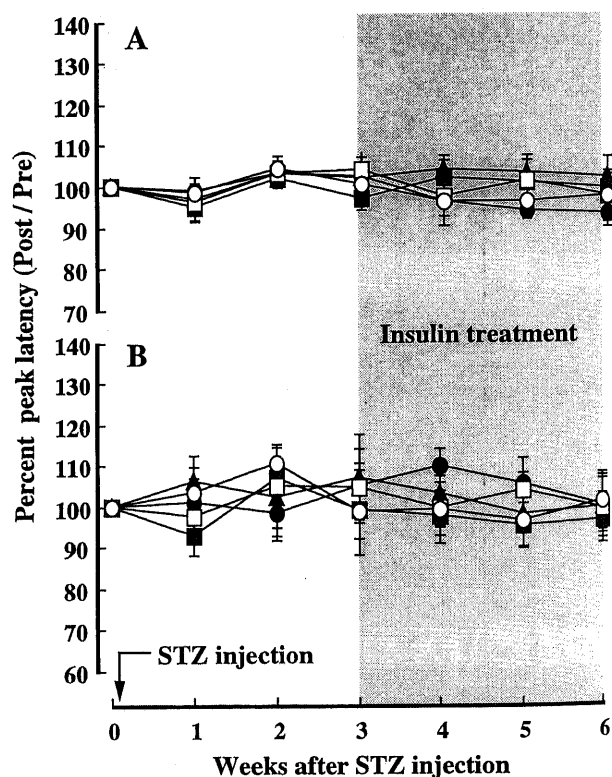 Percent peak latency (Post / Pre)
A
140
130
120
110
100
90
80
70
Insulin treatment
B
140
130
120
110
100
90
80
70
60
STZ injection
0 1 2 3 4 5 6
Weeks after STZ injection